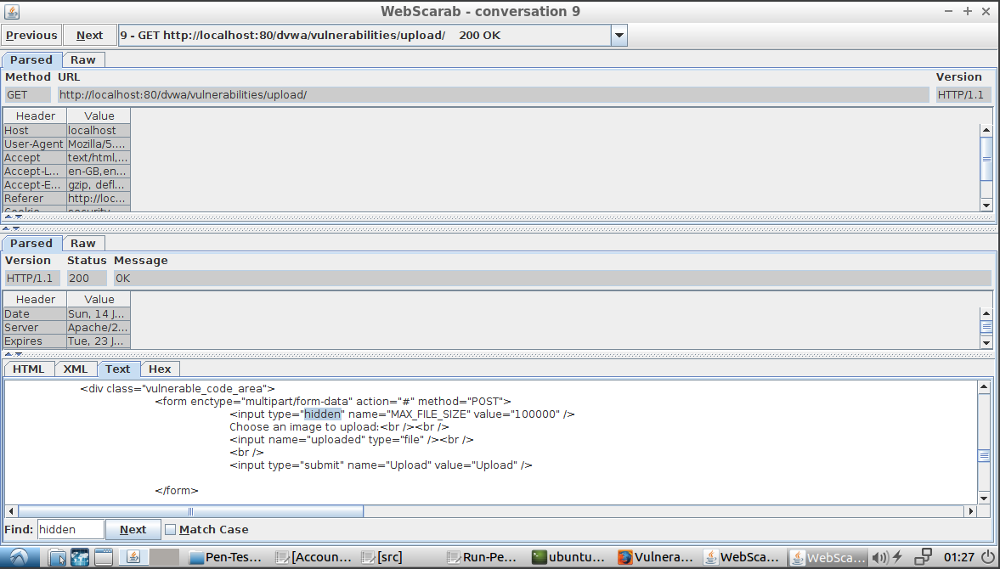 WebScarab - conversation 9
Previous Next 9 - GET http://localhost:80/dvwa/vulnerabilities/upload/ 200 OK
Parsed Raw
Method URL Version
GET http://localhost:80/dvwa/vulnerabilities/upload/ HTTP/1.1
Header Value
Host localhost
User-Agent Mozilla/5....
Accept text/html,...
Accept-L... en-GB,en...
Accept-E... gzip, defl...
Referer http://loc...
Cookie security
Parsed Raw
Version Status Message
HTTP/1.1 200 OK
Header Value
Date Sun, 14 J...
Server Apache/2...
Expires Tue, 23 J...
HTML XML Text Hex
<div class="vulnerable_code_area">
<form enctype="multipart/form-data" action="#" method="POST">
<input type="hidden" name="MAX_FILE_SIZE" value="100000" />
Choose an image to upload:<br /><br />
<input name="uploaded" type="file" /><br />
<br />
<input type="submit" name="Upload" value="Upload" />
</form>
Find: hidden Next Match Case
Pen-Tes... [Accoun... [src] Run-Pe... ubuntu... Vulnera... WebSca... WebSca... 01:27